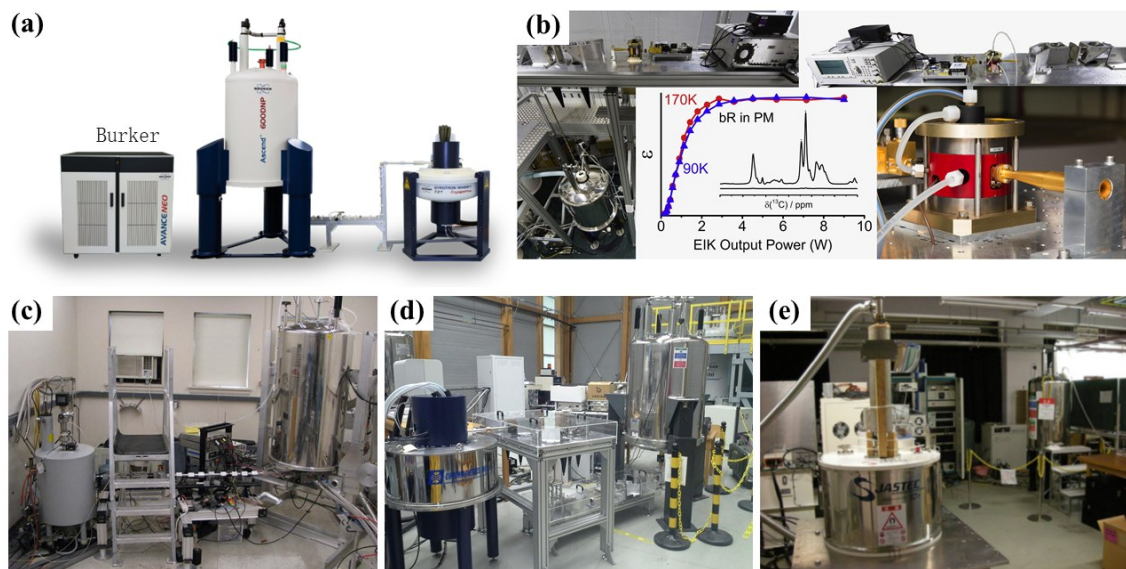 (a)
Burker
BRUKER
Ascend 600DNP
AVANCE NEO
(b)
170K
bR in PM
90K
ε
δ(¹³C) / ppm
0 2 4 6 8 10
EIK Output Power (W)
(c)
(d)
(e)
JASTEC